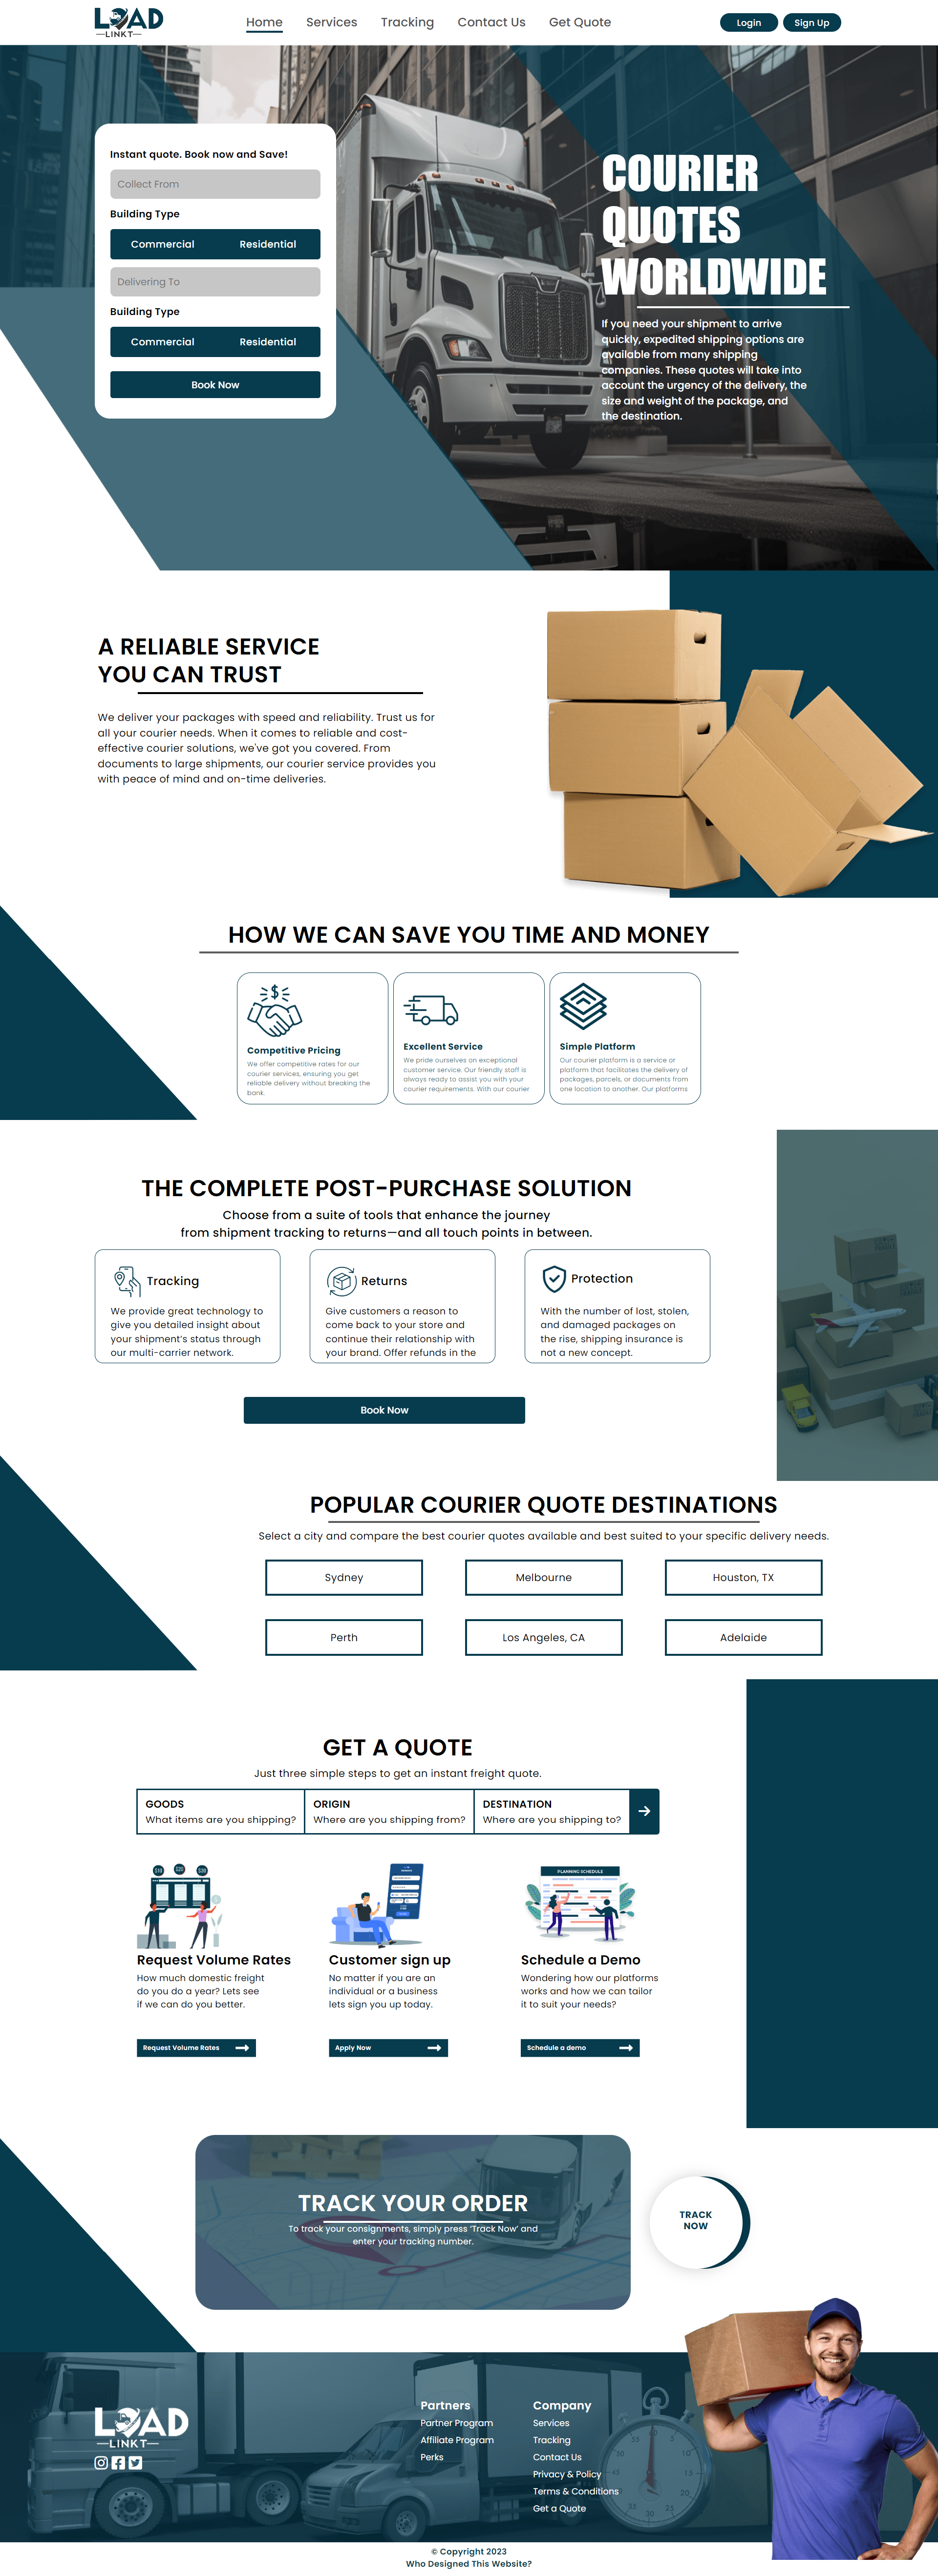 LOAD
LINKT
Home Services Tracking Contact Us Get Quote
Login Sign Up
Instant quote. Book now and Save!
Collect From
Building Type
Commercial Residential
Delivering To
Building Type
Commercial Residential
Book Now
COURIER
QUOTES
WORLDWIDE
If you need your shipment to arrive
quickly, expedited shipping options are
available from many shipping
companies. These quotes will take into
account the urgency of the delivery, the
size and weight of the package, and
the destination.
A RELIABLE SERVICE
YOU CAN TRUST
We deliver your packages with speed and reliability. Trust us for
all your courier needs. When it comes to reliable and cost-
effective courier solutions, we've got you covered. From
documents to large shipments, our courier service provides you
with peace of mind and on-time deliveries.
HOW WE CAN SAVE YOU TIME AND MONEY
Competitive Pricing
We offer competitive rates for our
courier services, ensuring you get
reliable delivery without breaking the
bank.
Excellent Service
We pride ourselves on exceptional
customer service. Our friendly staff is
always ready to assist you with your
courier requirements. With our courier
Simple Platform
Our courier platform is a service or
platform that facilitates the delivery of
packages, parcels, or documents from
one location to another. Our platforms
THE COMPLETE POST-PURCHASE SOLUTION
Choose from a suite of tools that enhance the journey
from shipment tracking to returns—and all touch points in between.
Tracking
We provide great technology to
give you detailed insight about
your shipment's status through
our multi-carrier network.
Returns
Give customers a reason to
come back to your store and
continue their relationship with
your brand. Offer refunds in the
Protection
With the number of lost, stolen,
and damaged packages on
the rise, shipping insurance is
not a new concept.
Book Now
POPULAR COURIER QUOTE DESTINATIONS
Select a city and compare the best courier quotes available and best suited to your specific delivery needs.
Sydney Melbourne Houston, TX
Perth Los Angeles, CA Adelaide
GET A QUOTE
Just three simple steps to get an instant freight quote.
GOODS
What items are you shipping?
ORIGIN
Where are you shipping from?
DESTINATION
Where are you shipping to?
PLANNING SCHEDULE
Request Volume Rates
How much domestic freight
do you do a year? Lets see
if we can do you better.
Request Volume Rates
Customer sign up
No matter if you are an
individual or a business
lets sign you up today.
Apply Now
Schedule a Demo
Wondering how our platforms
works and how we can tailor
it to suit your needs?
Schedule a demo
TRACK YOUR ORDER
To track your consignments, simply press 'Track Now' and
enter your tracking number.
TRACK
NOW
LOAD
LINKT
Partners
Partner Program
Affiliate Program
Perks
Company
Services
Tracking
Contact Us
Privacy & Policy
Terms & Conditions
Get a Quote
© Copyright 2023
Who Designed This Website?